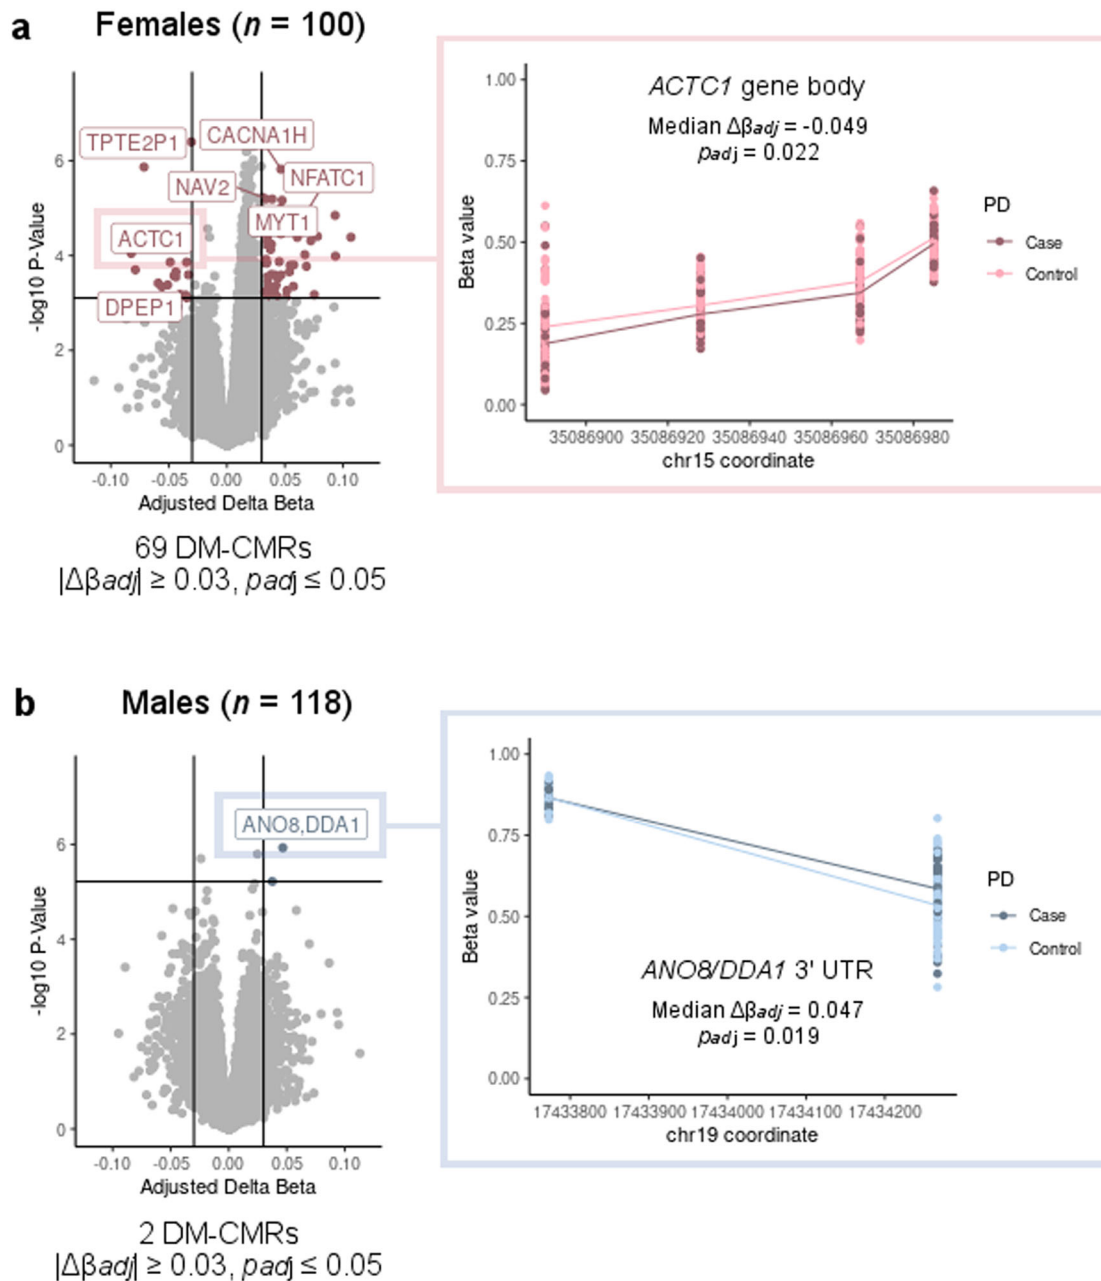 a
Females (n = 100)
-log10 P-Value
6
4
2
0
TPTE2P1
CACNA1H
NAV2
NFATC1
MYT1
ACTC1
DPEP1
-0.10 -0.05 0.00 0.05 0.10
Adjusted Delta Beta
69 DM-CMRs
|Δβadj| ≥ 0.03, padj ≤ 0.05
ACTC1 gene body
Median Δβadj = -0.049
padj = 0.022
Beta value
1.00
0.75
0.50
0.25
0.00
35086900 35086920 35086940 35086960 35086980
chr15 coordinate
PD
Case
Control
b
Males (n = 118)
-log10 P-Value
6
4
2
0
ANO8,DDA1
-0.10 -0.05 0.00 0.05 0.10
Adjusted Delta Beta
2 DM-CMRs
|Δβadj| ≥ 0.03, padj ≤ 0.05
Beta value
1.00
0.75
0.50
0.25
0.00
ANO8/DDA1 3' UTR
Median Δβadj = 0.047
padj = 0.019
17433800 17433900 17434000 17434100 17434200
chr19 coordinate
PD
Case
Control